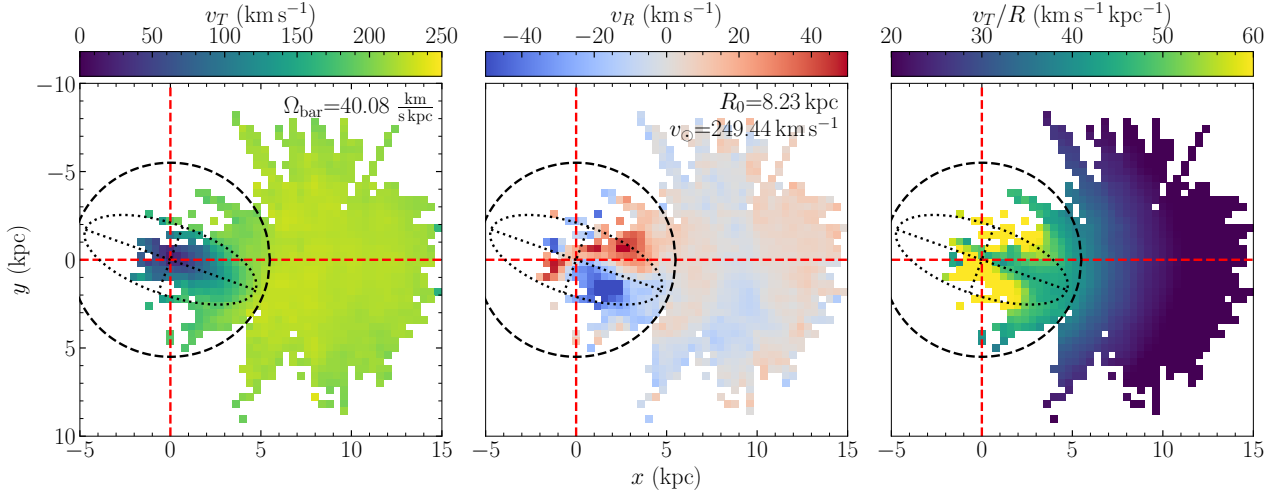 v_T (km s⁻¹)
0 50 100 150 200 250
v_R (km s⁻¹)
−40 −20 0 20 40
v_T/R (km s⁻¹ kpc⁻¹)
20 30 40 50 60
Ω_bar=40.08 km/s kpc
R_0=8.23 kpc
v_⊙=249.44 km s⁻¹
y (kpc)
−10
−5
0
5
10
−5 0 5 10 15
−5 0 5 10 15
−5 0 5 10 15
x (kpc)